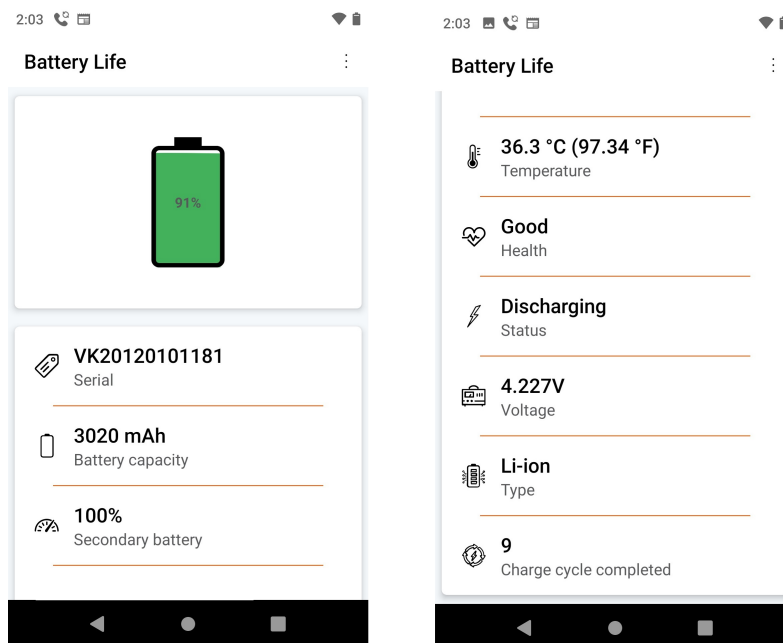 2:03
Battery Life
91%
VK20120101181
Serial
3020 mAh
Battery capacity
100%
Secondary battery
2:03
Battery Life
36.3 °C (97.34 °F)
Temperature
Good
Health
Discharging
Status
4.227V
Voltage
Li-ion
Type
9
Charge cycle completed